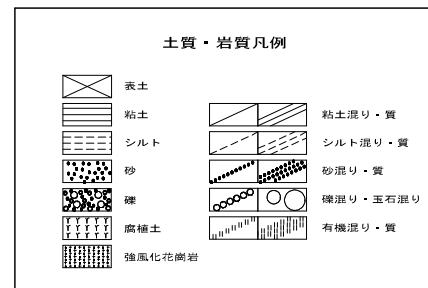 土質・岩質凡例
表土
粘土 粘土混り・質
シルト シルト混り・質
砂 砂混り・質
礫 礫混り・玉石混り
腐植土 有機混り・質
強風化花崗岩